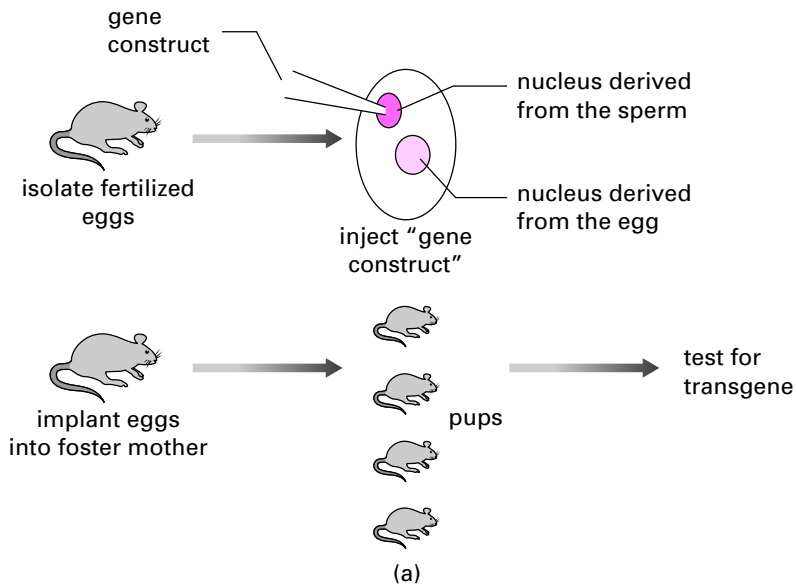 gene
construct
nucleus derived
from the sperm
isolate fertilized
eggs
nucleus derived
from the egg
inject “gene
construct”
implant eggs
into foster mother
pups
test for
transgene
(a)